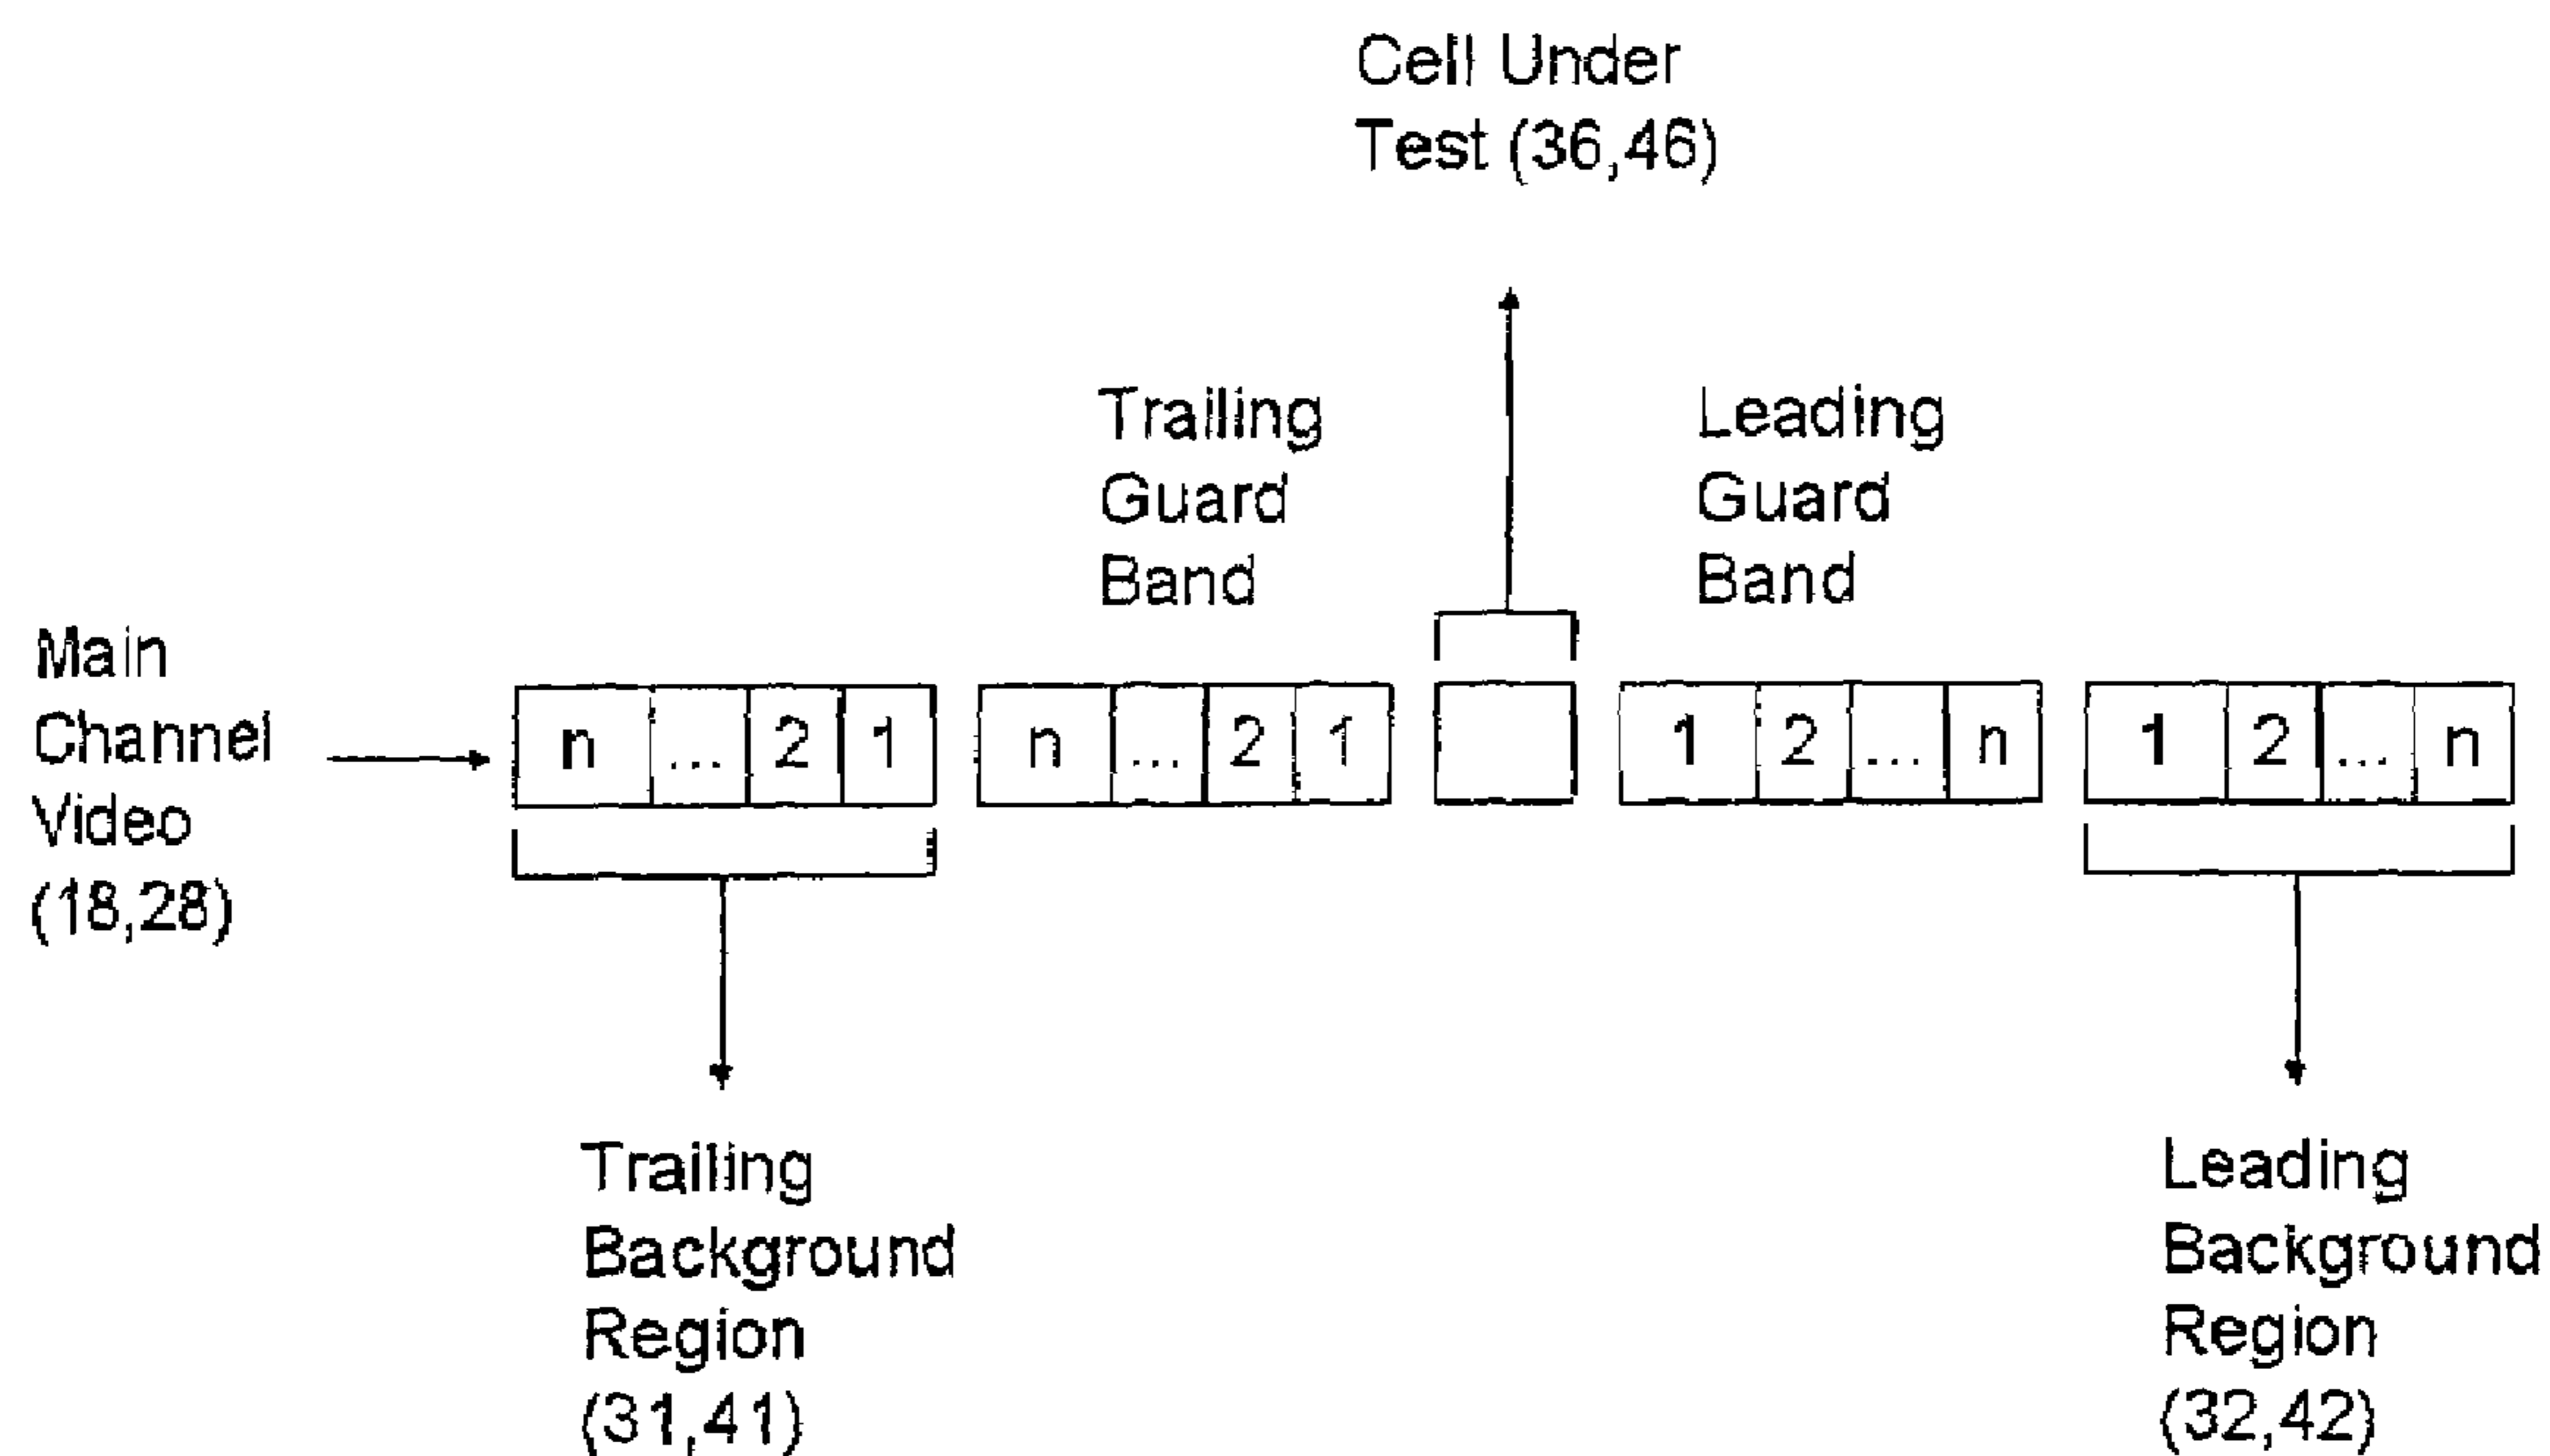 Cell Under
Test (36,46)
Trailing
Guard
Band
Leading
Guard
Band
Main
Channel
Video
(18,28)
n ... 2 1
n ... 2 1
1 2 ... n
1 2 ... n
Trailing
Background
Region
(31,41)
Leading
Background
Region
(32,42)